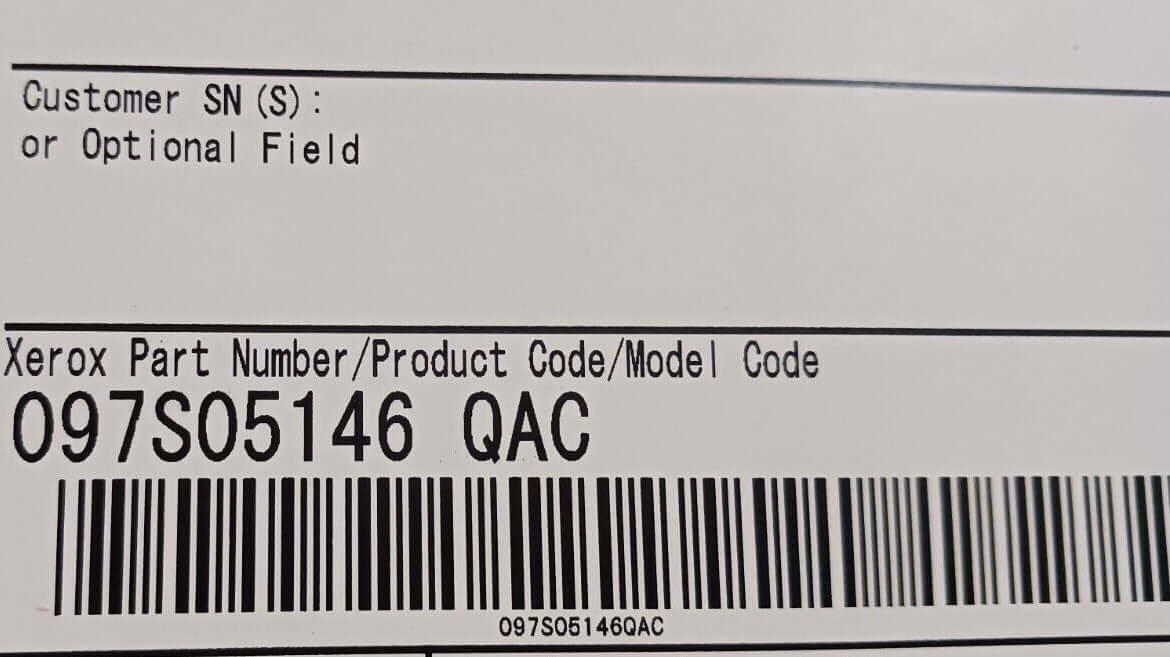 Customer SN(S):
or Optional Field
Xerox Part Number/Product Code/Model Code
097S05146 QAC
097S05146QAC